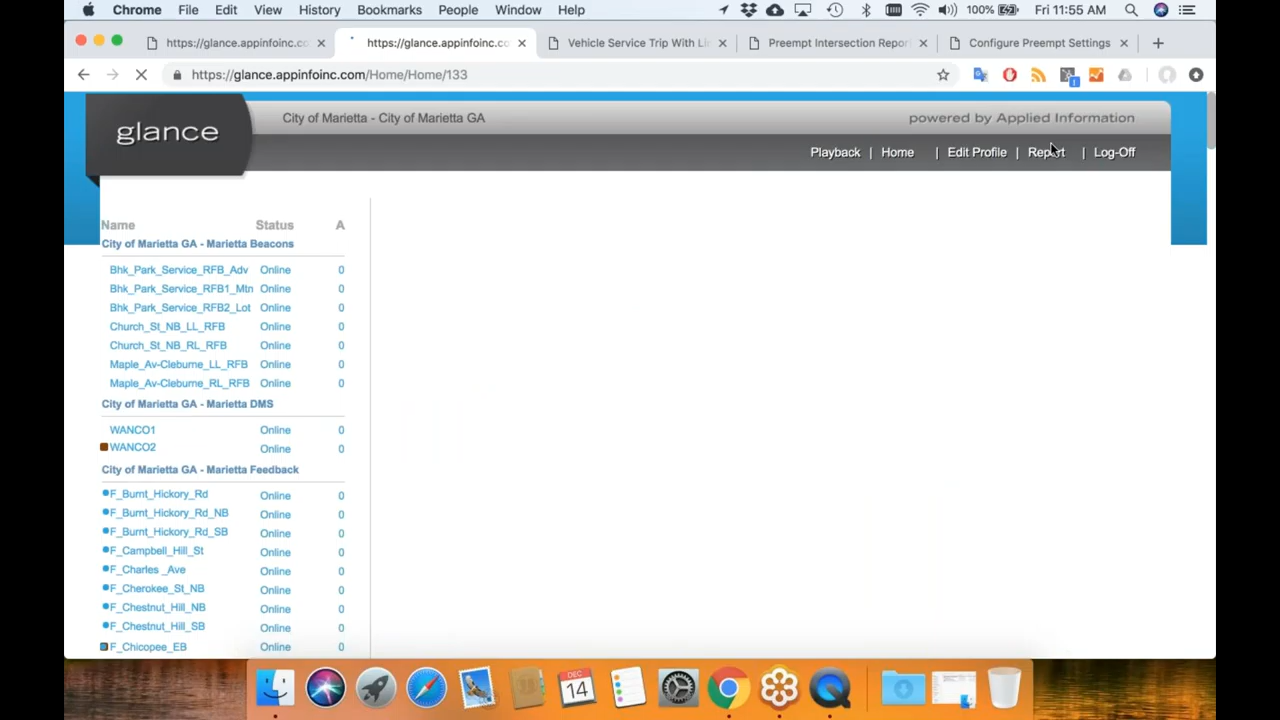 Chrome File Edit View History Bookmarks People Window Help 100% Fri 11:55 AM
https://glance.appinfoinc.co × https://glance.appinfoinc.co × Vehicle Service Trip With Li × Preempt Intersection Repor × Configure Preempt Settings ×
https://glance.appinfoinc.com/Home/Home/133
glance
City of Marietta - City of Marietta GA powered by Applied Information
Playback | Home | Edit Profile | Report | Log-Off
Name Status A
City of Marietta GA - Marietta Beacons
Bhk_Park_Service_RFB_Adv Online 0
Bhk_Park_Service_RFB1_Mtn Online 0
Bhk_Park_Service_RFB2_Lot Online 0
Church_St_NB_LL_RFB Online 0
Church_St_NB_RL_RFB Online 0
Maple_Av-Cleburne_LL_RFB Online 0
Maple_Av-Cleburne_RL_RFB Online 0
City of Marietta GA - Marietta DMS
WANCO1 Online 0
WANCO2 Online 0
City of Marietta GA - Marietta Feedback
F_Burnt_Hickory_Rd Online 0
F_Burnt_Hickory_Rd_NB Online 0
F_Burnt_Hickory_Rd_SB Online 0
F_Campbell_Hill_St Online 0
F_Charles _Ave Online 0
F_Cherokee_St_NB Online 0
F_Chestnut_Hill_NB Online 0
F_Chestnut_Hill_SB Online 0
F_Chicopee_EB Online 0
DEC
14